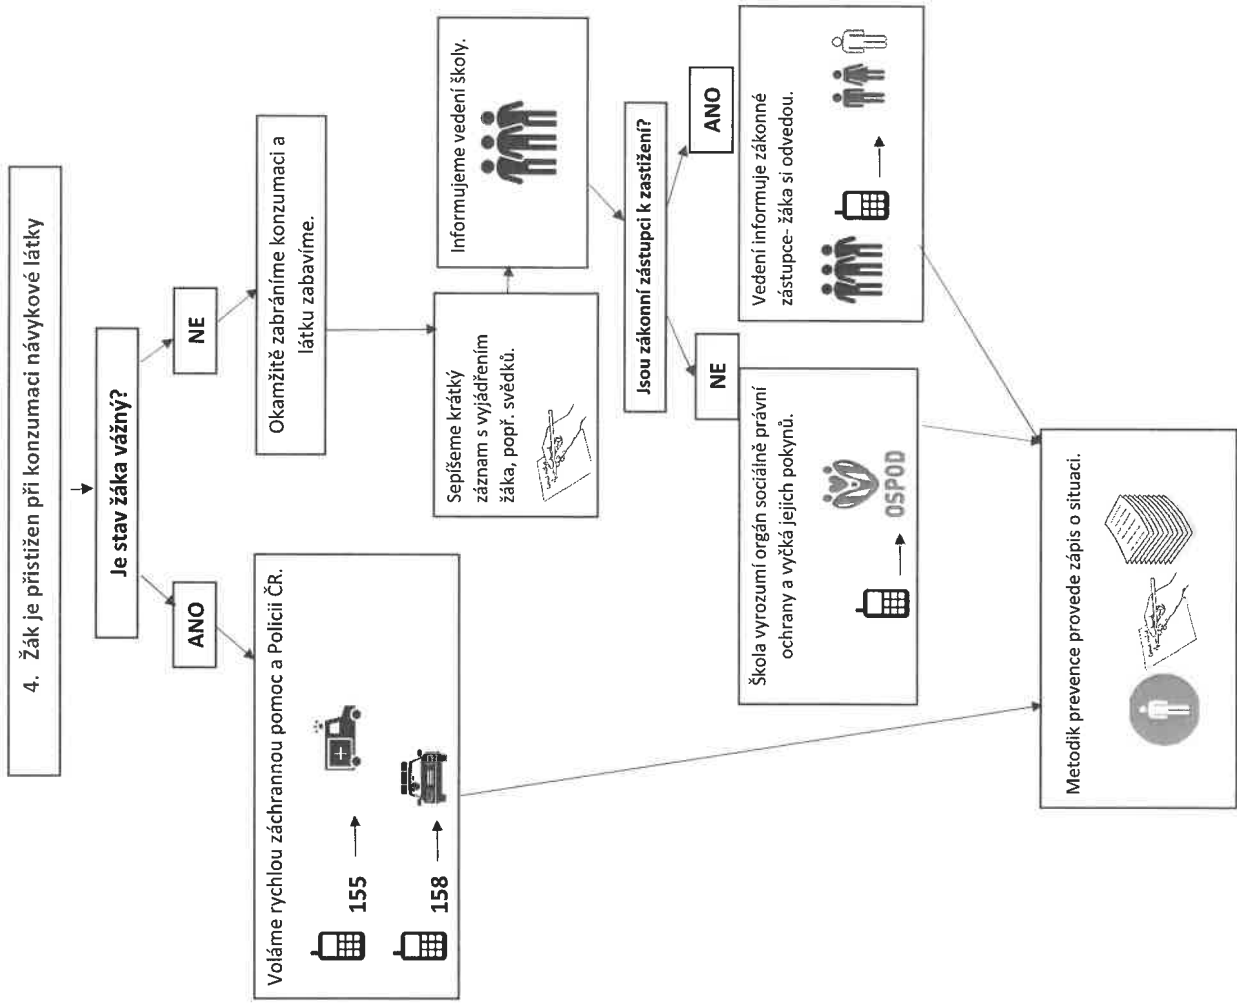 4. Žák je přistižen při konzumaci návykové látky
Je stav žáka vážný?
ANO
NE
Voláme rychlou záchrannou pomoc a Policii ČR.
155
158
Okamžitě zabráníme konzumaci a
látku zabavíme.
Sepíšeme krátký
záznam s vyjádřením
žáka, popř. svědků.
Informujeme vedení školy.
Jsou zákonní zástupci k zastižení?
NE
ANO
Škola vyrozumí orgán sociálně právní
ochrany a vyčká jejich pokynů.
OSPOD
Vedení informuje zákonné
zástupce- žáka si odvedou.
Metodik prevence provede zápis o situaci.